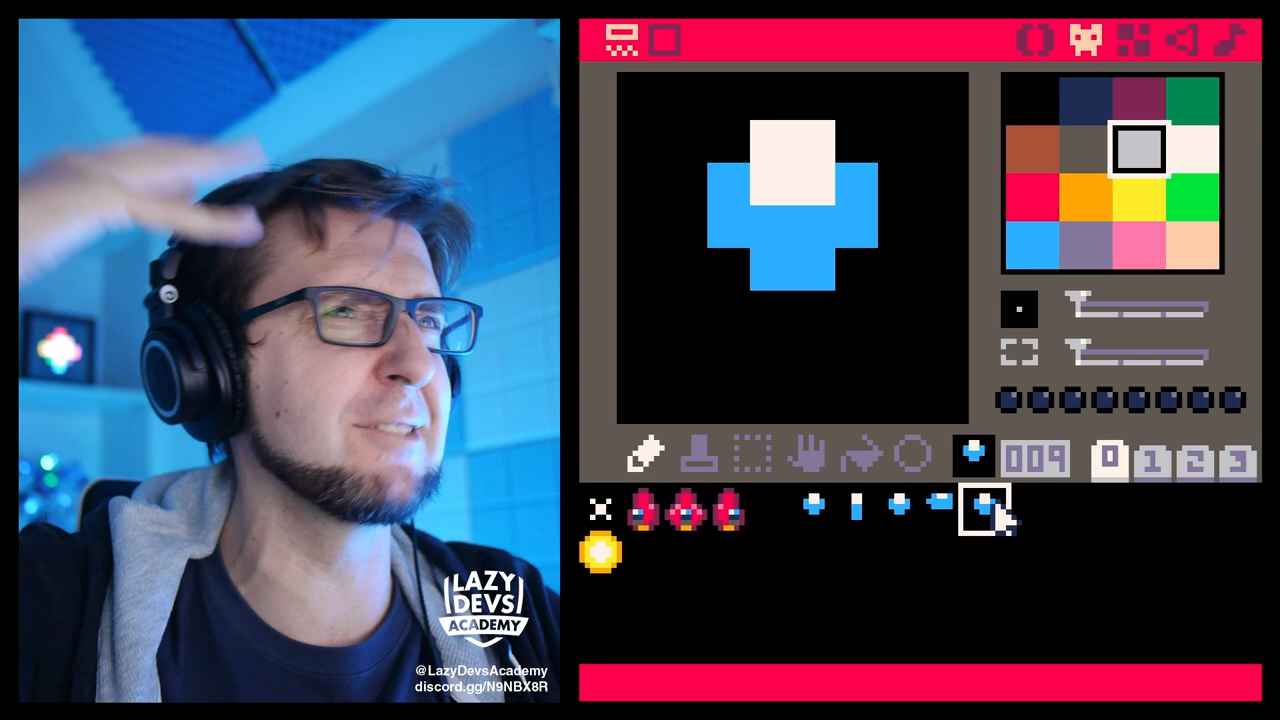 LAZY
DEVS
ACADEMY
@LazyDevsAcademy
discord.gg/N9NBX8R
009
0 1 2 3